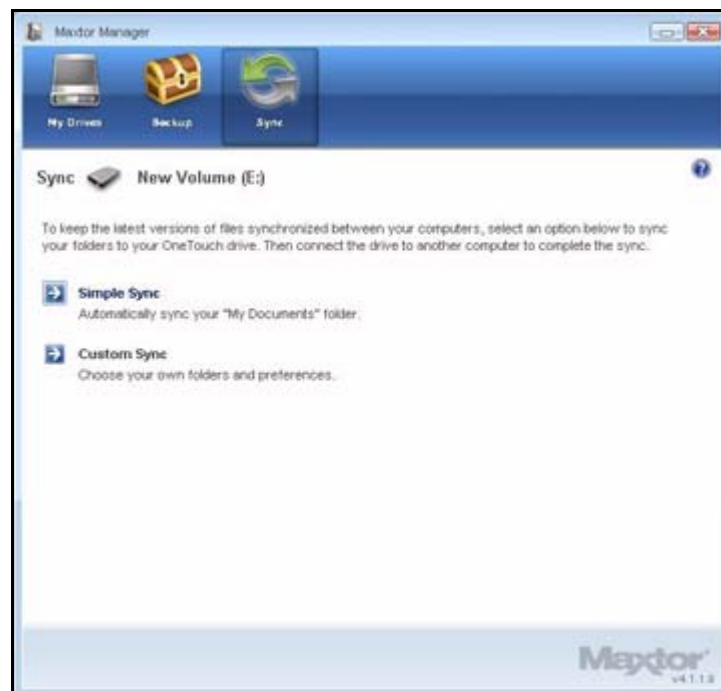 Maxtor Manager
My Drives
Backup
Sync
Sync New Volume (E:)
To keep the latest versions of files synchronized between your computers, select an option below to sync
your folders to your OneTouch drive. Then connect the drive to another computer to complete the sync.
Simple Sync
Automatically sync your "My Documents" folder.
Custom Sync
Choose your own folders and preferences.
Maxtor